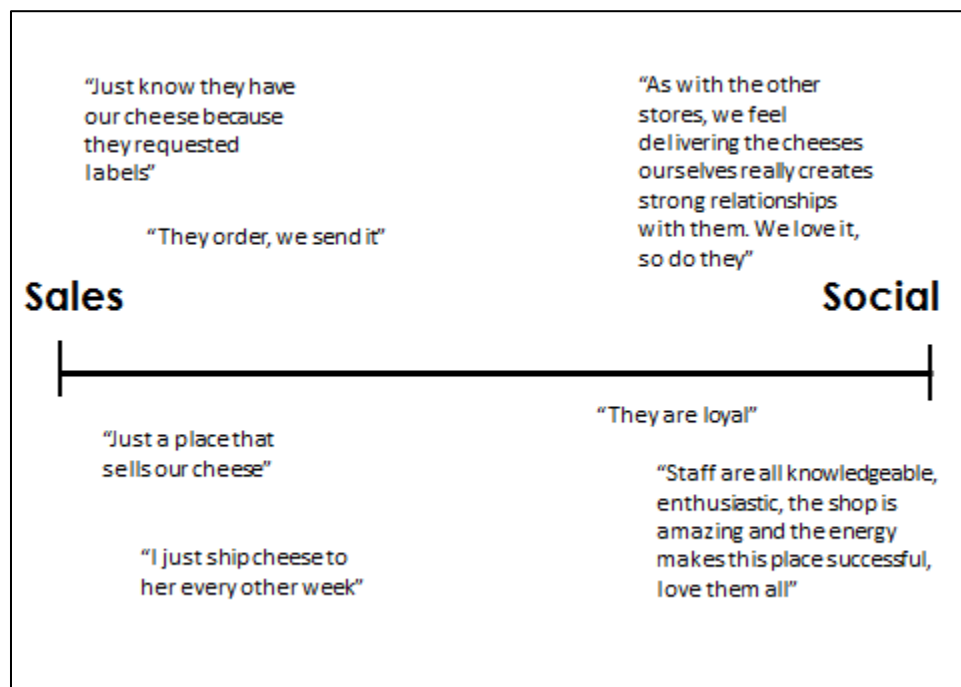 “Just know they have
our cheese because
they requested
labels”
“They order, we send it”
“As with the other
stores, we feel
delivering the cheeses
ourselves really creates
strong relationships
with them. We love it,
so do they”
Sales
Social
“Just a place that
sells our cheese”
“I just ship cheese to
her every other week”
“They are loyal”
“Staff are all knowledgeable,
enthusiastic, the shop is
amazing and the energy
makes this place successful,
love them all”